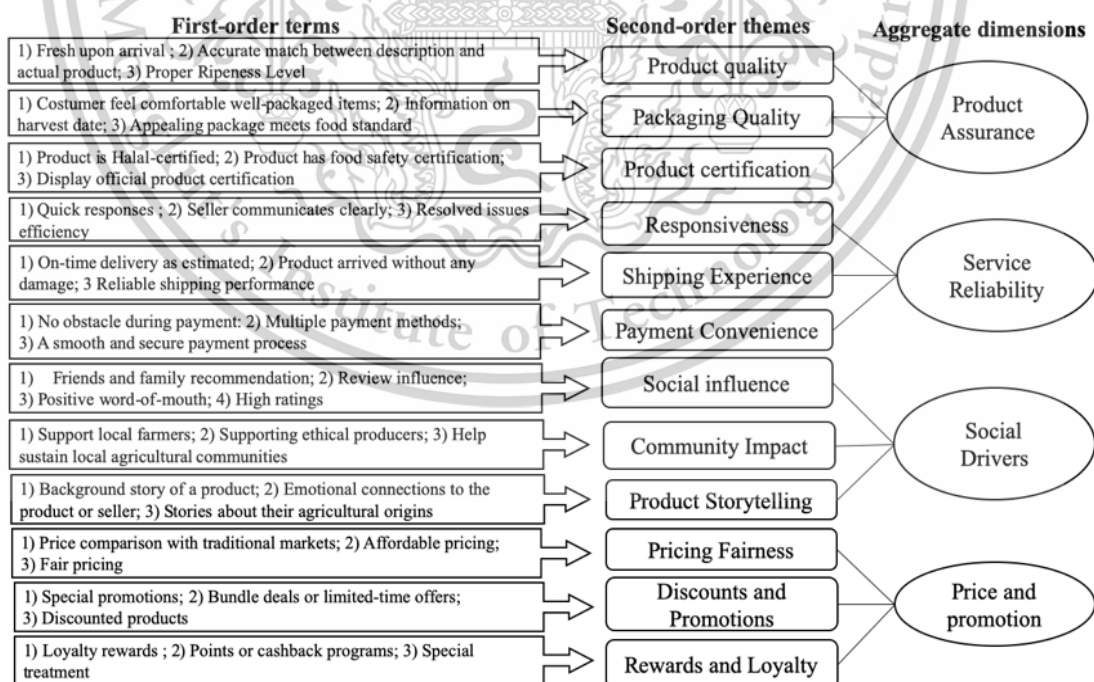 First-order terms
Second-order themes
Aggregate dimensions
1) Fresh upon arrival ; 2) Accurate match between description and
actual product; 3) Proper Ripeness Level
Product quality
1) Costumer feel comfortable well-packaged items; 2) Information on
harvest date; 3) Appealing package meets food standard
Packaging Quality
1) Product is Halal-certified; 2) Product has food safety certification;
3) Display official product certification
Product certification
Product
Assurance
1) Quick responses ; 2) Seller communicates clearly; 3) Resolved issues
efficiency
Responsiveness
1) On-time delivery as estimated; 2) Product arrived without any
damage; 3 Reliable shipping performance
Shipping Experience
1) No obstacle during payment: 2) Multiple payment methods;
3) A smooth and secure payment process
Payment Convenience
Service
Reliability
1) Friends and family recommendation; 2) Review influence;
3) Positive word-of-mouth; 4) High ratings
Social influence
1) Support local farmers; 2) Supporting ethical producers; 3) Help
sustain local agricultural communities
Community Impact
1) Background story of a product; 2) Emotional connections to the
product or seller; 3) Stories about their agricultural origins
Product Storytelling
Social
Drivers
1) Price comparison with traditional markets; 2) Affordable pricing;
3) Fair pricing
Pricing Fairness
1) Special promotions; 2) Bundle deals or limited-time offers;
3) Discounted products
Discounts and
Promotions
1) Loyalty rewards ; 2) Points or cashback programs; 3) Special
treatment
Rewards and Loyalty
Price and
promotion
Institute of Technology